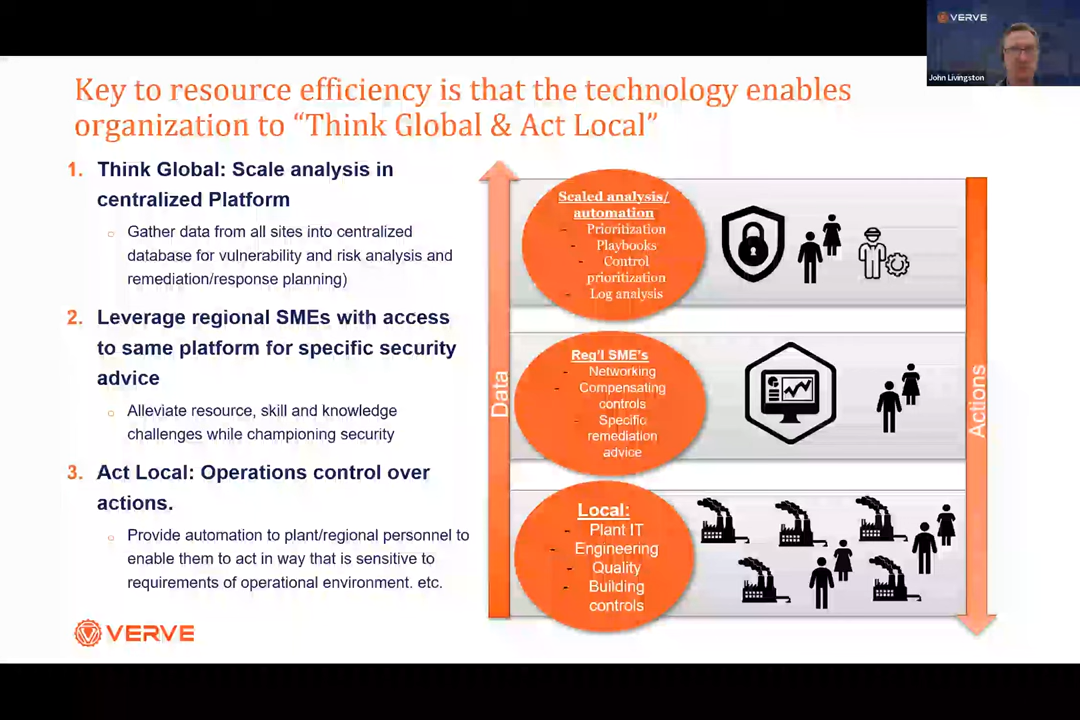 VERVE
John Livingston
Key to resource efficiency is that the technology enables
organization to “Think Global & Act Local”
1. Think Global: Scale analysis in
centralized Platform
○ Gather data from all sites into centralized
database for vulnerability and risk analysis and
remediation/response planning)
2. Leverage regional SMEs with access
to same platform for specific security
advice
○ Alleviate resource, skill and knowledge
challenges while championing security
3. Act Local: Operations control over
actions.
○ Provide automation to plant/regional personnel to
enable them to act in way that is sensitive to
requirements of operational environment. etc.
VERVE
Data
Scaled analysis/
automation
- Prioritization
- Playbooks
- Control
prioritization
- Log analysis
Reg'l SME's
- Networking
- Compensating
controls
- Specific
remediation
advice
Local:
- Plant IT
- Engineering
- Quality
- Building
controls
Actions